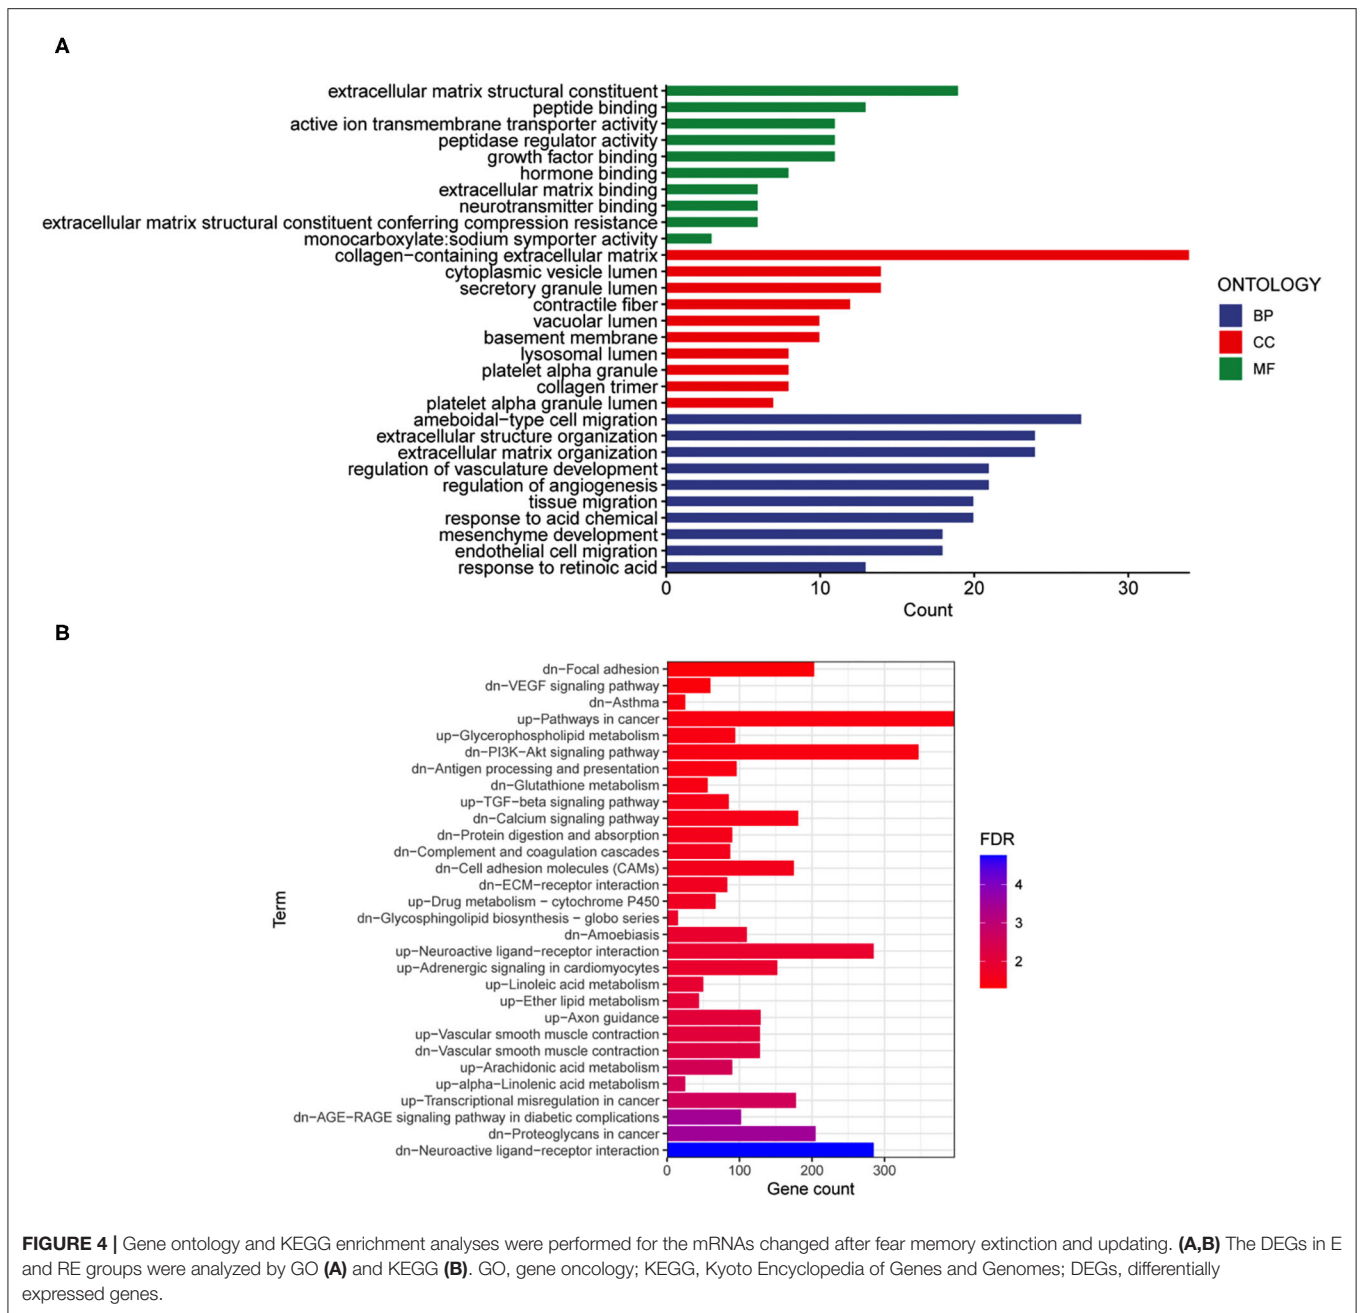 A
extracellular matrix structural constituent
peptide binding
active ion transmembrane transporter activity
peptidase regulator activity
growth factor binding
hormone binding
extracellular matrix binding
neurotransmitter binding
extracellular matrix structural constituent conferring compression resistance
monocarboxylate:sodium symporter activity
collagen−containing extracellular matrix
cytoplasmic vesicle lumen
secretory granule lumen
contractile fiber
vacuolar lumen
basement membrane
lysosomal lumen
platelet alpha granule
collagen trimer
platelet alpha granule lumen
ameboidal−type cell migration
extracellular structure organization
extracellular matrix organization
regulation of vasculature development
regulation of angiogenesis
tissue migration
response to acid chemical
mesenchyme development
endothelial cell migration
response to retinoic acid
0 10 20 30
Count
ONTOLOGY
BP
CC
MF
B
Term
dn−Focal adhesion
dn−VEGF signaling pathway
dn−Asthma
up−Pathways in cancer
up−Glycerophospholipid metabolism
dn−PI3K−Akt signaling pathway
dn−Antigen processing and presentation
dn−Glutathione metabolism
up−TGF−beta signaling pathway
dn−Calcium signaling pathway
dn−Protein digestion and absorption
dn−Complement and coagulation cascades
dn−Cell adhesion molecules (CAMs)
dn−ECM−receptor interaction
up−Drug metabolism − cytochrome P450
dn−Glycosphingolipid biosynthesis − globo series
dn−Amoebiasis
up−Neuroactive ligand−receptor interaction
up−Adrenergic signaling in cardiomyocytes
up−Linoleic acid metabolism
up−Ether lipid metabolism
up−Axon guidance
up−Vascular smooth muscle contraction
dn−Vascular smooth muscle contraction
up−Arachidonic acid metabolism
up−alpha−Linolenic acid metabolism
up−Transcriptional misregulation in cancer
dn−AGE−RAGE signaling pathway in diabetic complications
dn−Proteoglycans in cancer
dn−Neuroactive ligand−receptor interaction
0 100 200 300
Gene count
FDR
4
3
2
FIGURE 4 | Gene ontology and KEGG enrichment analyses were performed for the mRNAs changed after fear memory extinction and updating. (A,B) The DEGs in E
and RE groups were analyzed by GO (A) and KEGG (B). GO, gene oncology; KEGG, Kyoto Encyclopedia of Genes and Genomes; DEGs, differentially
expressed genes.